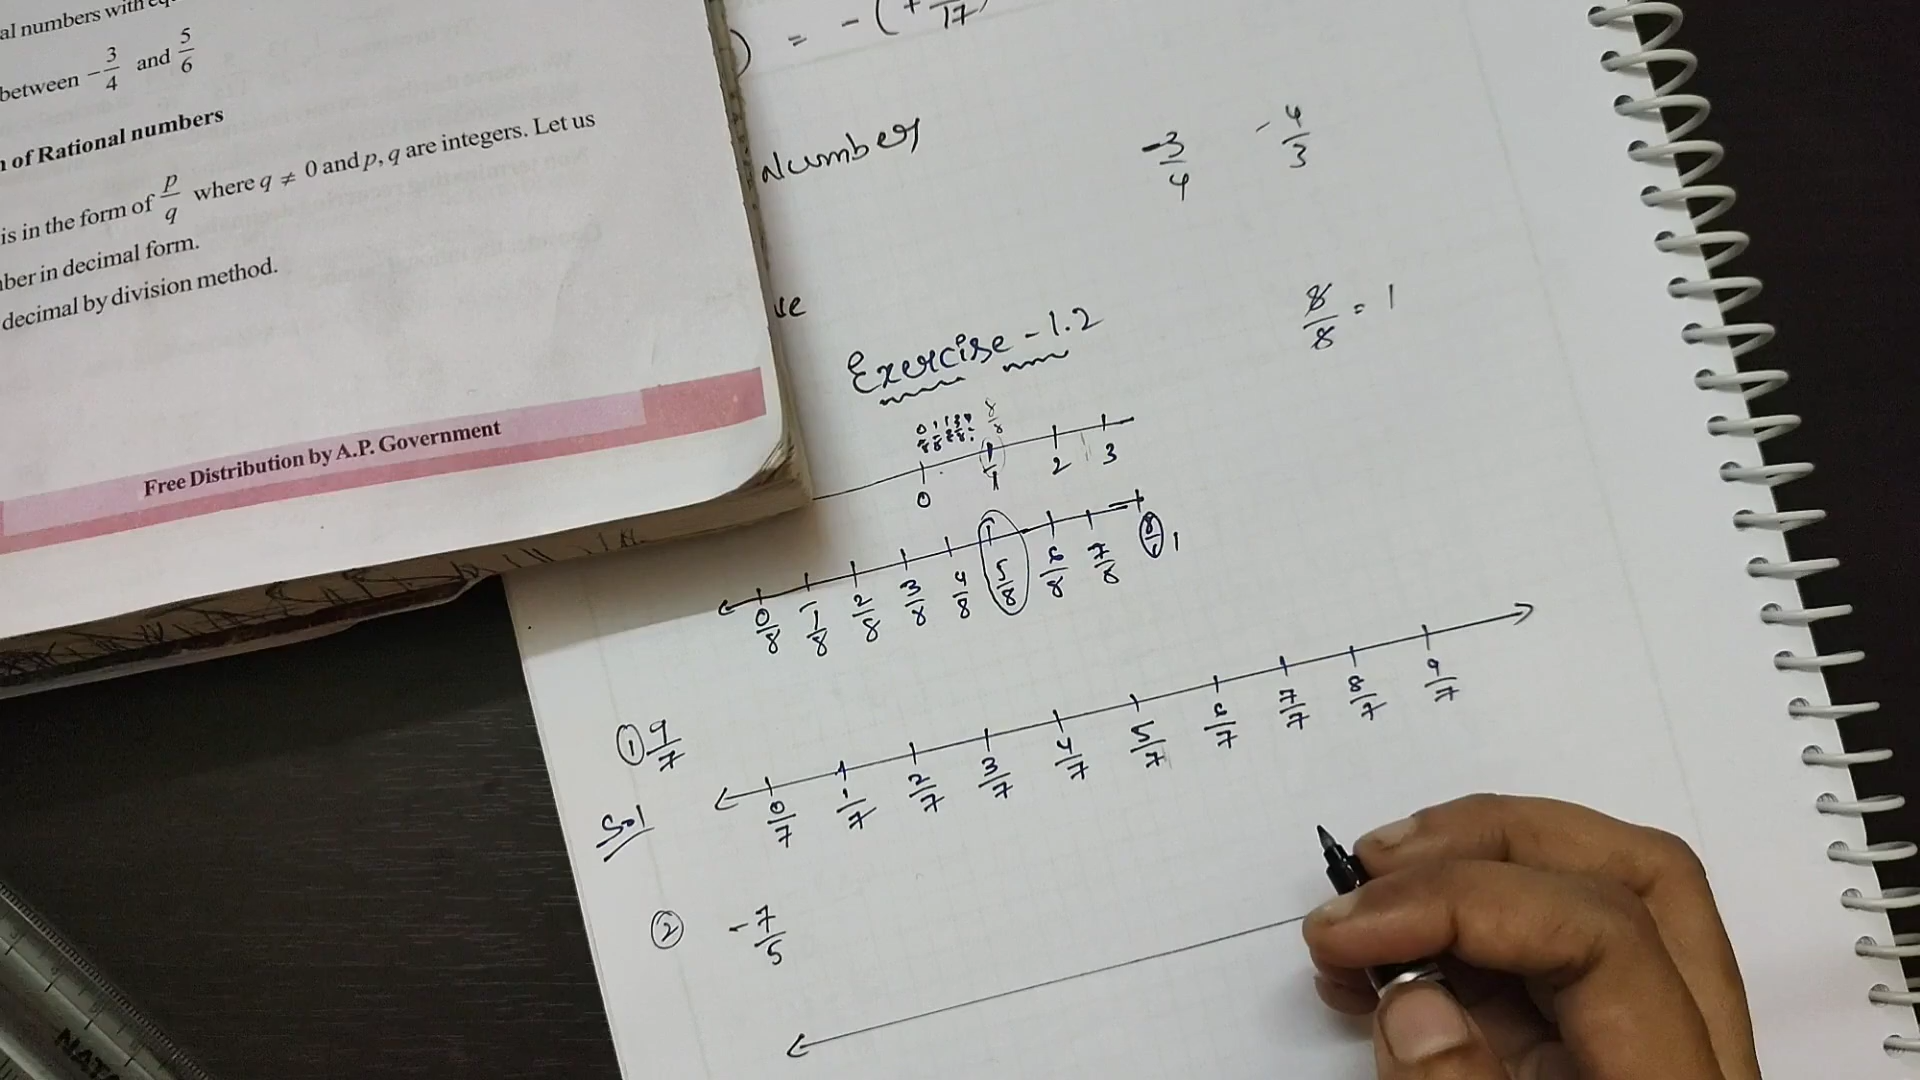 al numbers with
between -3/4 and 5/6
of Rational numbers
is in the form of p/q where q ≠ 0 and p, q are integers. Let us
ber in decimal form.
decimal by division method.
Free Distribution by A.P. Government
) = -(+ /17)
Number
-3/4 -4/3
ve
8/8 = 1
Exercise - 1.2
8/8
0 1 2 3
0/8 1/8 2/8 3/8 4/8 5/8 6/8 7/8 1
① 9/7
Sol
0/7 1/7 2/7 3/7 4/7 5/7 6/7 7/7 8/7 9/7
② -7/5